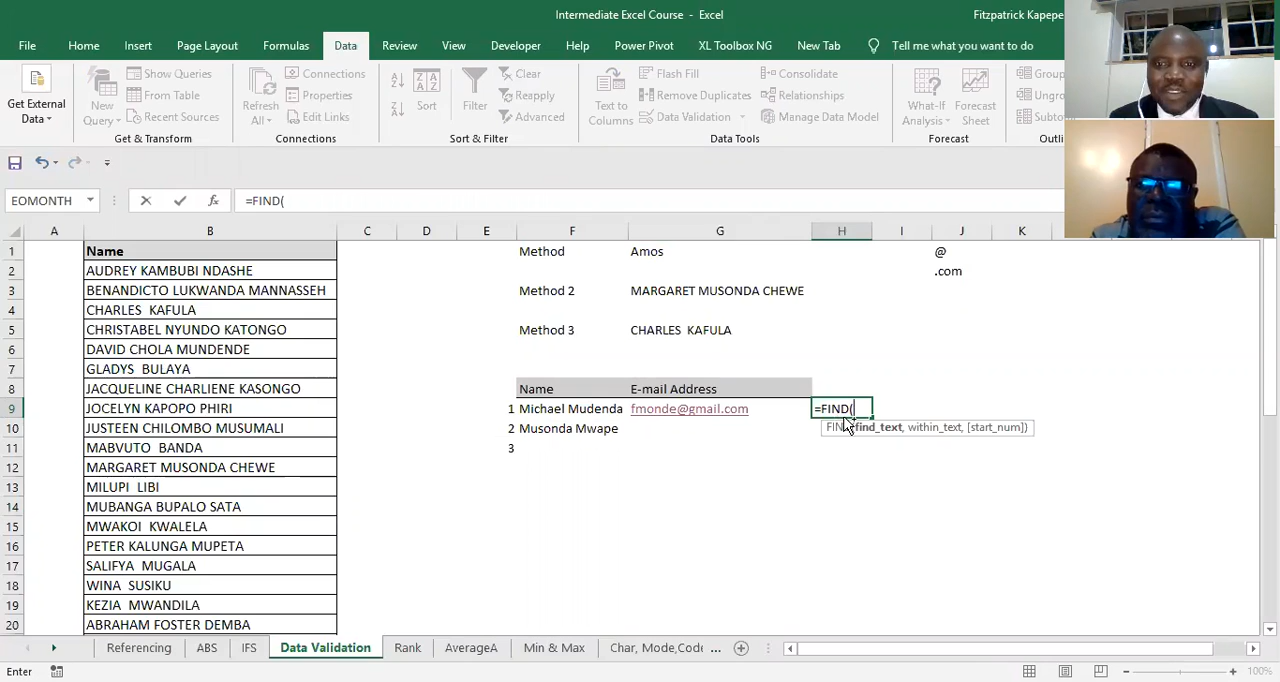 Intermediate Excel Course - Excel
Fitzpatrick Kapepe
File Home Insert Page Layout Formulas Data Review View Developer Help Power Pivot XL Toolbox NG New Tab Tell me what you want to do
Get External Data
New Query
Show Queries
From Table
Recent Sources
Get & Transform
Refresh All
Connections
Properties
Edit Links
Connections
Sort
Filter
Clear
Reapply
Advanced
Sort & Filter
Text to Columns
Flash Fill
Remove Duplicates
Data Validation
Consolidate
Relationships
Manage Data Model
Data Tools
What-If Analysis
Forecast Sheet
Forecast
Group
Ungro
Subto
Outli
EOMONTH fx =FIND(
A B C D E F G H I J K
1 Name Method Amos @
2 AUDREY KAMBUBI NDASHE .com
3 BENANDICTO LUKWANDA MANNASSEH Method 2 MARGARET MUSONDA CHEWE
4 CHARLES  KAFULA
5 CHRISTABEL NYUNDO KATONGO Method 3 CHARLES  KAFULA
6 DAVID CHOLA MUNDENDE
7 GLADYS  BULAYA
8 JACQUELINE CHARLIENE KASONGO Name E-mail Address
9 JOCELYN KAPOPO PHIRI 1 Michael Mudenda fmonde@gmail.com =FIND(
10 JUSTEEN CHILOMBO MUSUMALI 2 Musonda Mwape FIN find_text, within_text, [start_num])
11 MABVUTO  BANDA 3
12 MARGARET MUSONDA CHEWE
13 MILUPI  LIBI
14 MUBANGA BUPALO SATA
15 MWAKOI  KWALELA
16 PETER KALUNGA MUPETA
17 SALIFYA  MUGALA
18 WINA  SUSIKU
19 KEZIA  MWANDILA
20 ABRAHAM FOSTER DEMBA
Referencing ABS IFS Data Validation Rank AverageA Min & Max Char, Mode,Code ...
Enter 100%